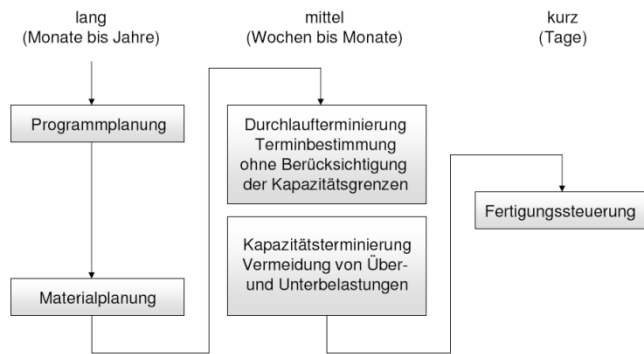 lang
(Monate bis Jahre)
mittel
(Wochen bis Monate)
kurz
(Tage)
Programmplanung
Materialplanung
Durchlaufterminierung
Terminbestimmung
ohne Berücksichtigung
der Kapazitätsgrenzen
Kapazitätsterminierung
Vermeidung von Über-
und Unterbelastungen
Fertigungssteuerung